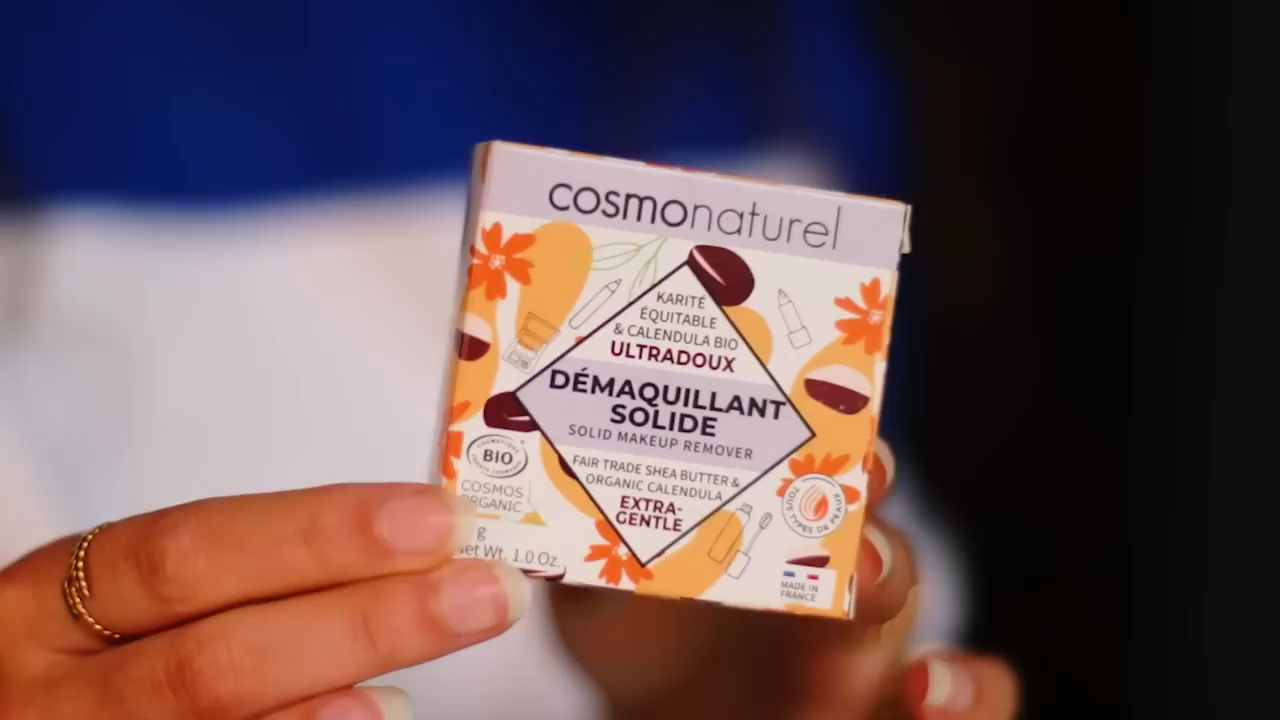 cosmonaturel
KARITÉ
ÉQUITABLE
& CALENDULA BIO
ULTRADOUX
DÉMAQUILLANT
SOLIDE
SOLID MAKEUP REMOVER
FAIR TRADE SHEA BUTTER &
ORGANIC CALENDULA
EXTRA-
GENTLE
BIO
COSMOS
ORGANIC
g
Net Wt. 1.0 Oz.
TOUS TYPES DE PEAUX
MADE IN
FRANCE